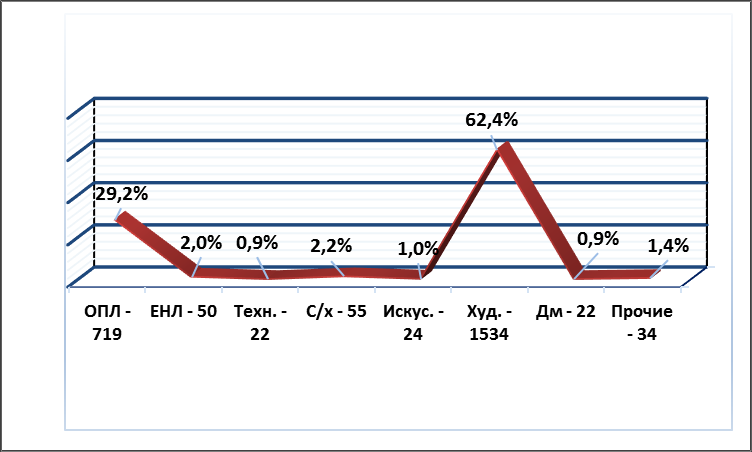 62,4%
29,2%
2,0%
0,9%
2,2%
1,0%
0,9%
1,4%
ОПЛ -
719
ЕНЛ - 50
Техн. -
22
С/х - 55
Искус. -
24
Худ. -
1534
Дм - 22
Прочие
- 34